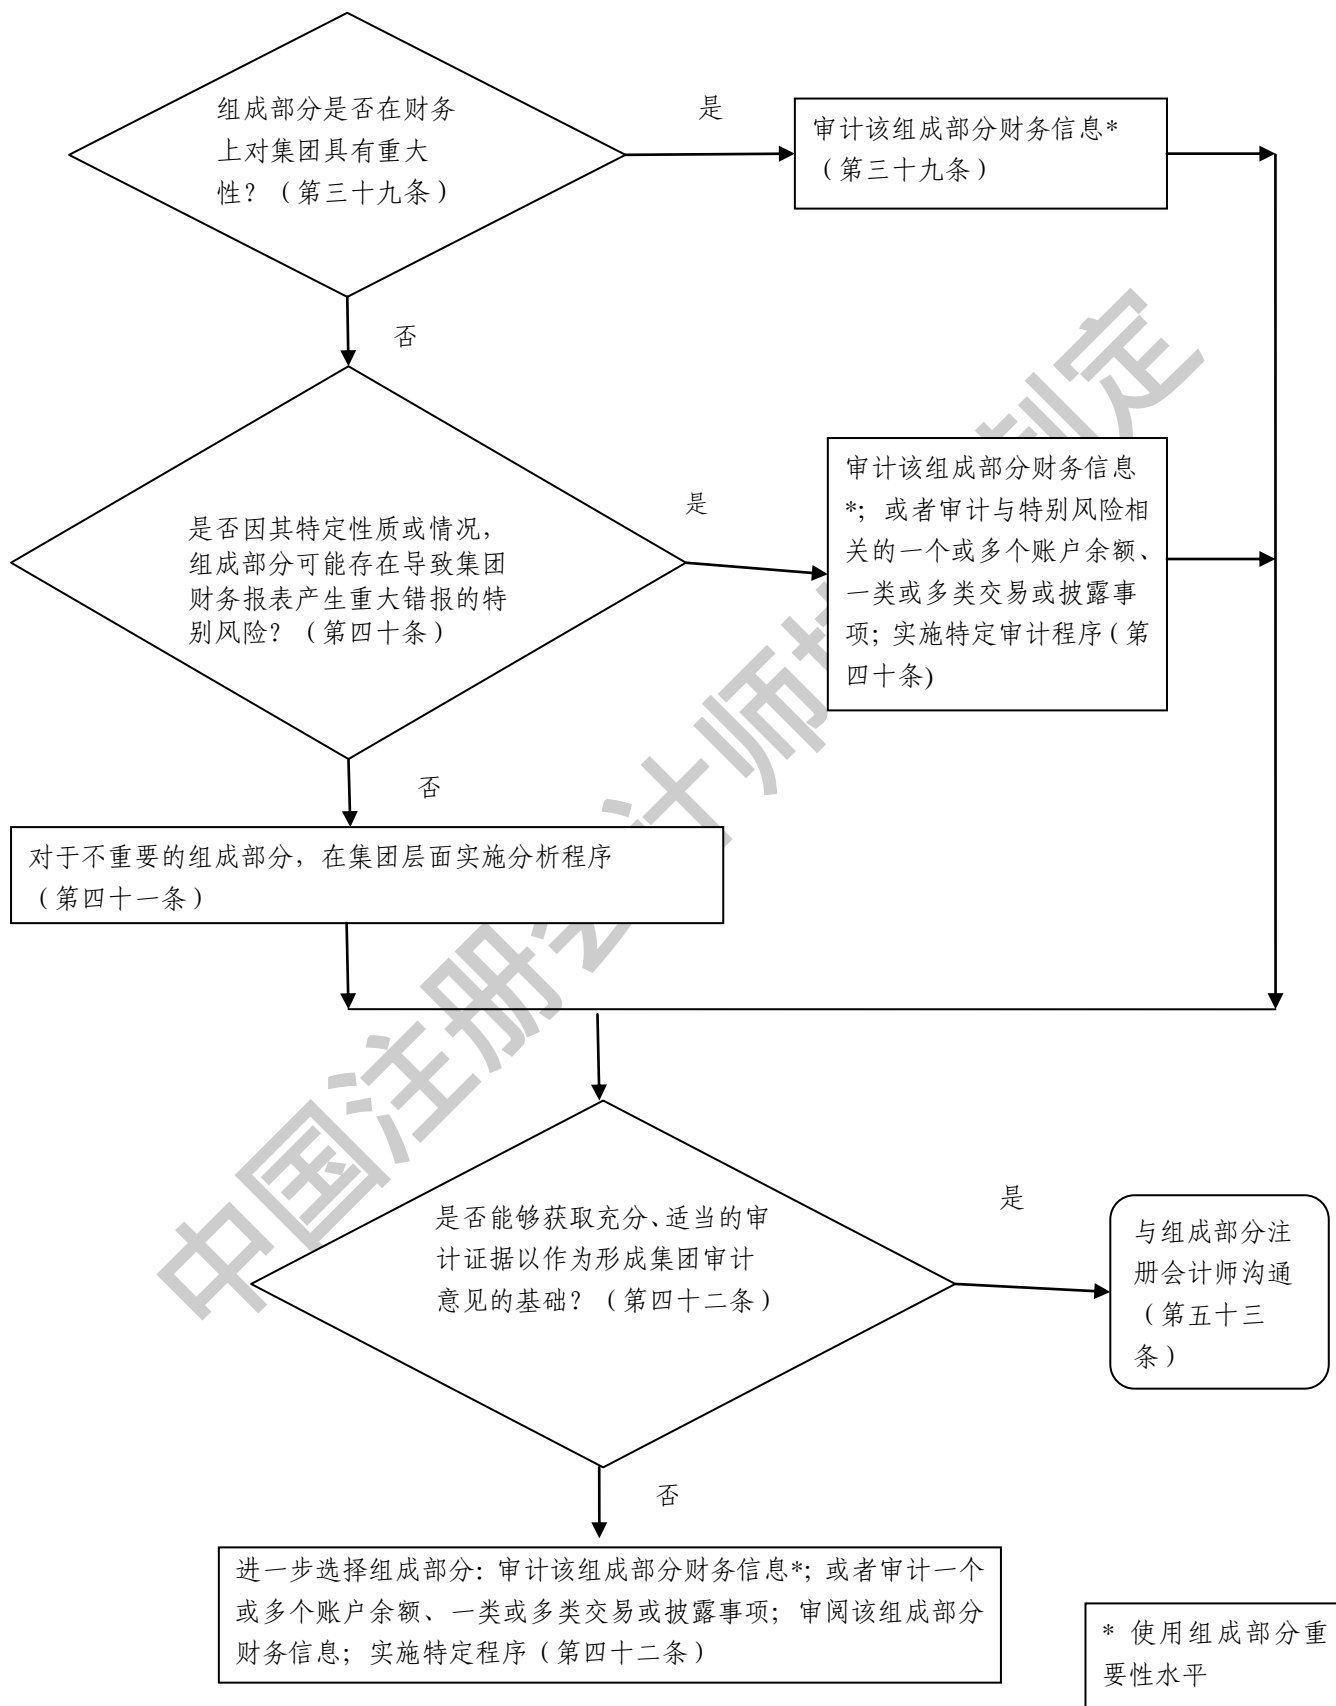 组成部分是否在财务
上对集团具有重大
性？（第三十九条）
是
审计该组成部分财务信息*
（第三十九条）
否
是否因其特定性质或情况，
组成部分可能存在导致集团
财务报表产生重大错报的特
别风险？（第四十条）
是
审计该组成部分财务信息
*；或者审计与特别风险相
关的一个或多个账户余额、
一类或多类交易或披露事
项；实施特定审计程序（第
四十条)
否
对于不重要的组成部分，在集团层面实施分析程序
（第四十一条）
是否能够获取充分、适当的审
计证据以作为形成集团审计
意见的基础？（第四十二条）
是
与组成部分注
册会计师沟通
（第五十三
条）
否
进一步选择组成部分：审计该组成部分财务信息*；或者审计一个
或多个账户余额、一类或多类交易或披露事项；审阅该组成部分
财务信息；实施特定程序（第四十二条）
* 使用组成部分重
要性水平
中国注册会计师制定